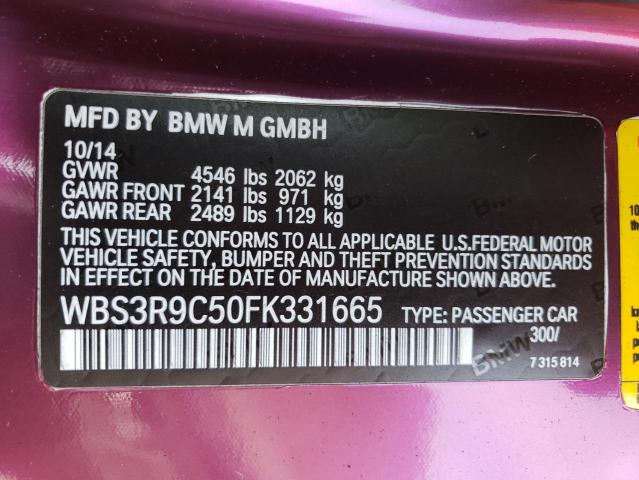 MFD BY BMW M GMBH
10/14
GVWR 4546 lbs 2062 kg
GAWR FRONT 2141 lbs 971 kg
GAWR REAR 2489 lbs 1129 kg
THIS VEHICLE CONFORMS TO ALL APPLICABLE U.S.FEDERAL MOTOR
VEHICLE SAFETY, BUMPER AND THEFT PREVENTION STANDARDS
IN EFFECT ON THE DATE OF MANUFACTURE SHOWN ABOVE.
WBS3R9C50FK331665 TYPE: PASSENGER CAR
300/
BMW
7 315 814